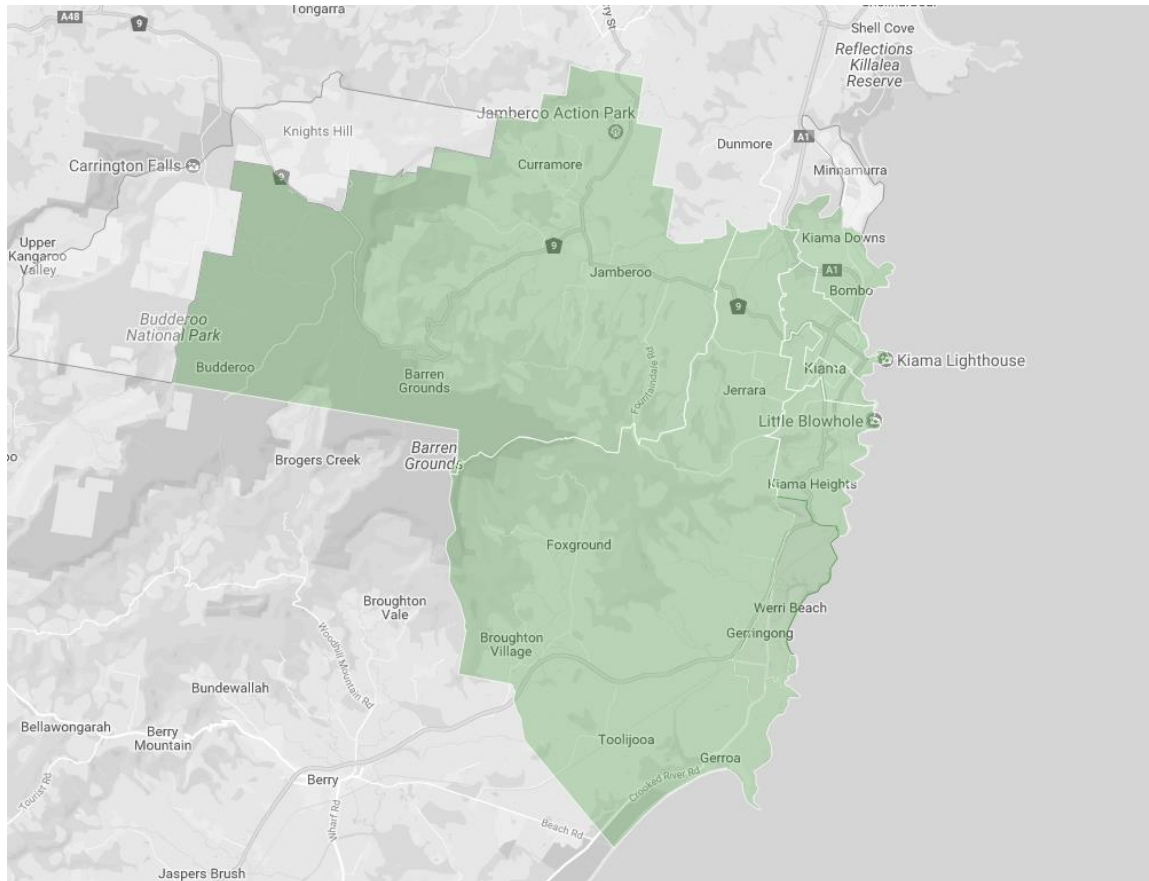 Tongarra
A48
9
Shell Cove
Reflections
Killalea
Reserve
Jamberoo Action Park
Knights Hill
Dunmore
A1
Carrington Falls
Curramore
Minnamurra
9
Upper
Kangaroo
Valley
9
Kiama Downs
Jamberoo
A1
Bombo
9
Budderoo
National Park
Budderoo
Barren
Grounds
Fountaindale Rd
Kiama
Kiama Lighthouse
Jerrara
Little Blowhole
Barren
Grounds
Brogers Creek
Kiama Heights
Foxground
Broughton
Vale
Werri Beach
Gerringong
Broughton
Village
Woodhill Mountain Rd
Bundewallah
Bellawongarah
Berry
Mountain
Toolijooa
Gerroa
Crooked River Rd
Tourist Rd
Berry
Wharf Rd
Beach Rd
Jaspers Brush